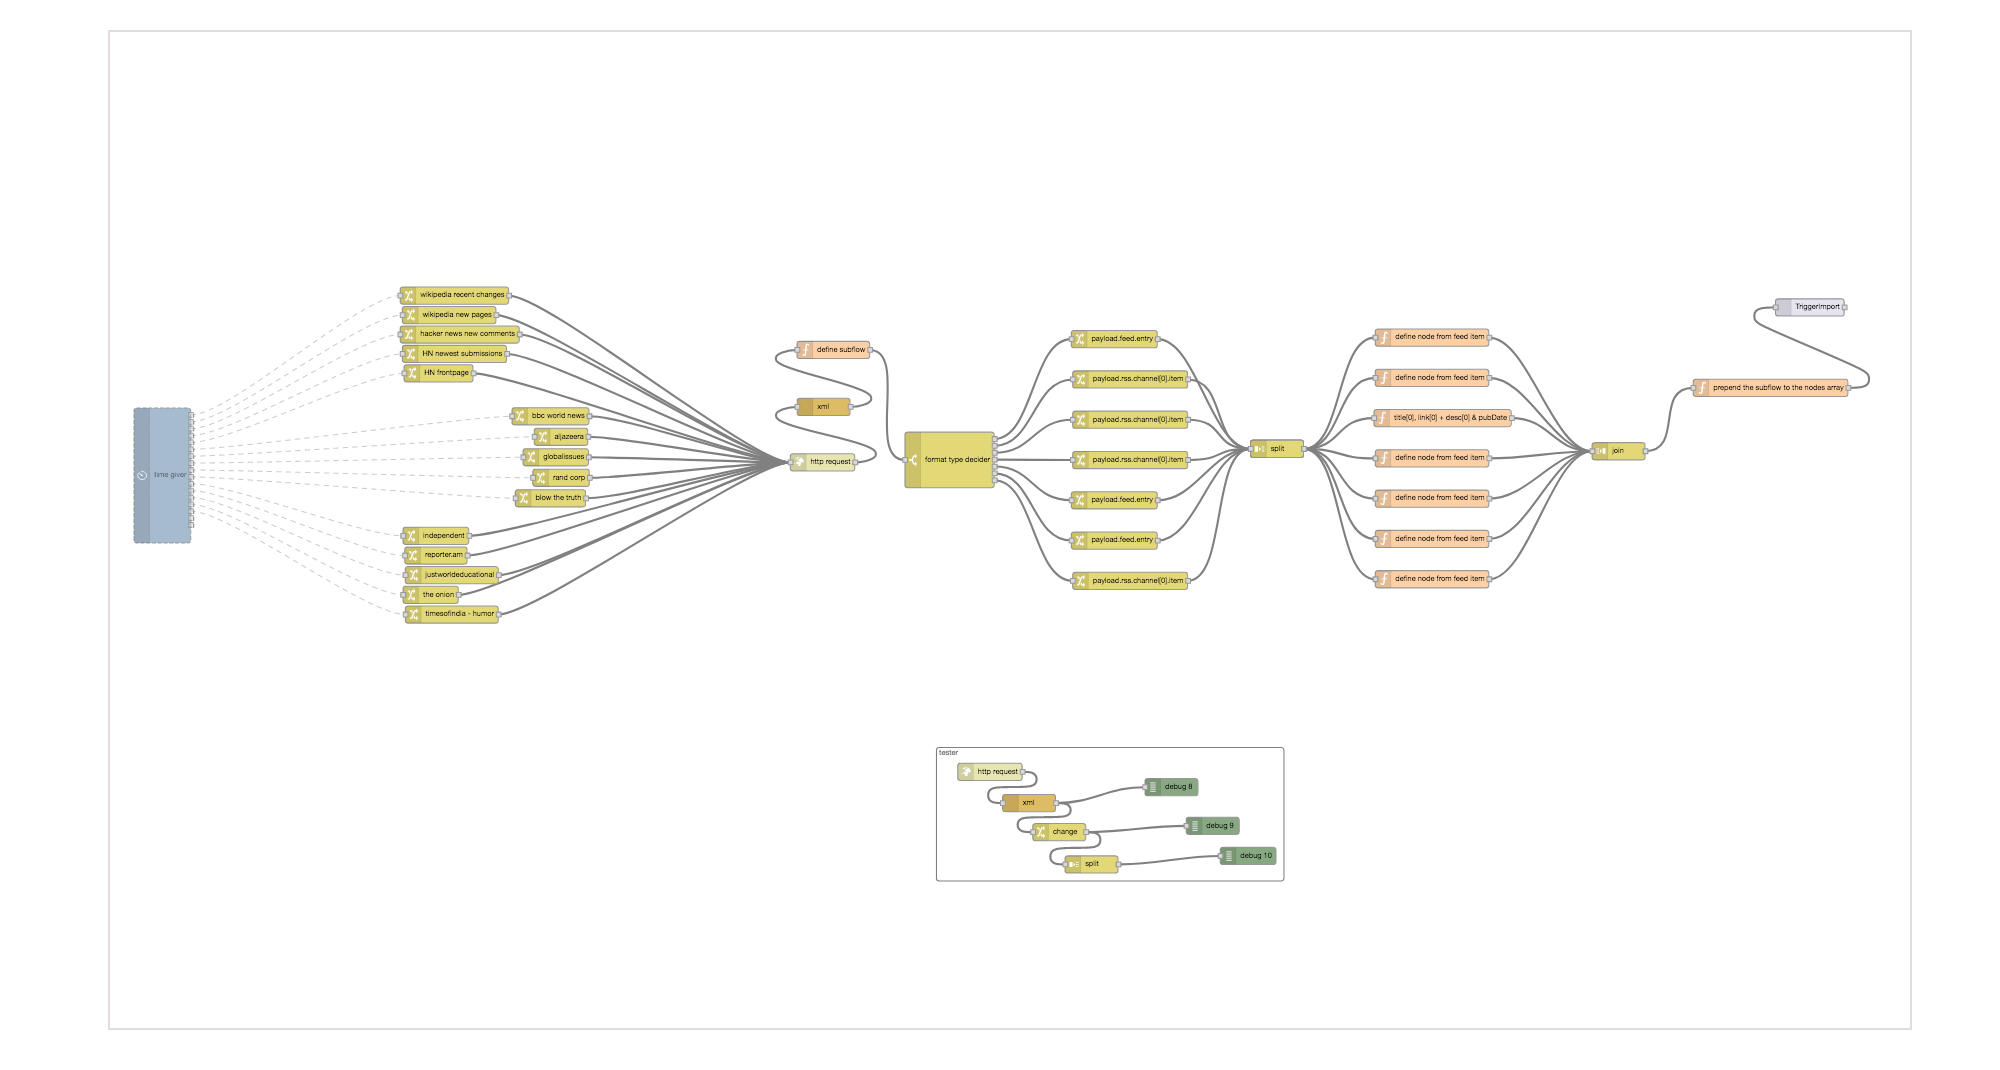 time giver
wikipedia recent changes
wikipedia new pages
hacker news new comments
HN newest submissions
HN frontpage
bbc world news
aljazeera
globalissues
rand corp
blow the truth
independent
reporter.am
justworldeducational
the onion
timesofindia - humor
define subflow
xml
http request
format type decider
payload.feed.entry
payload.rss.channel[0].item
payload.rss.channel[0].item
payload.rss.channel[0].item
payload.feed.entry
payload.feed.entry
payload.rss.channel[0].item
split
define node from feed item
define node from feed item
title[0], link[0] + desc[0] & pubDate
define node from feed item
define node from feed item
define node from feed item
define node from feed item
join
TriggerImport
prepend the subflow to the nodes array
tester
http request
xml
change
split
debug 8
debug 9
debug 10